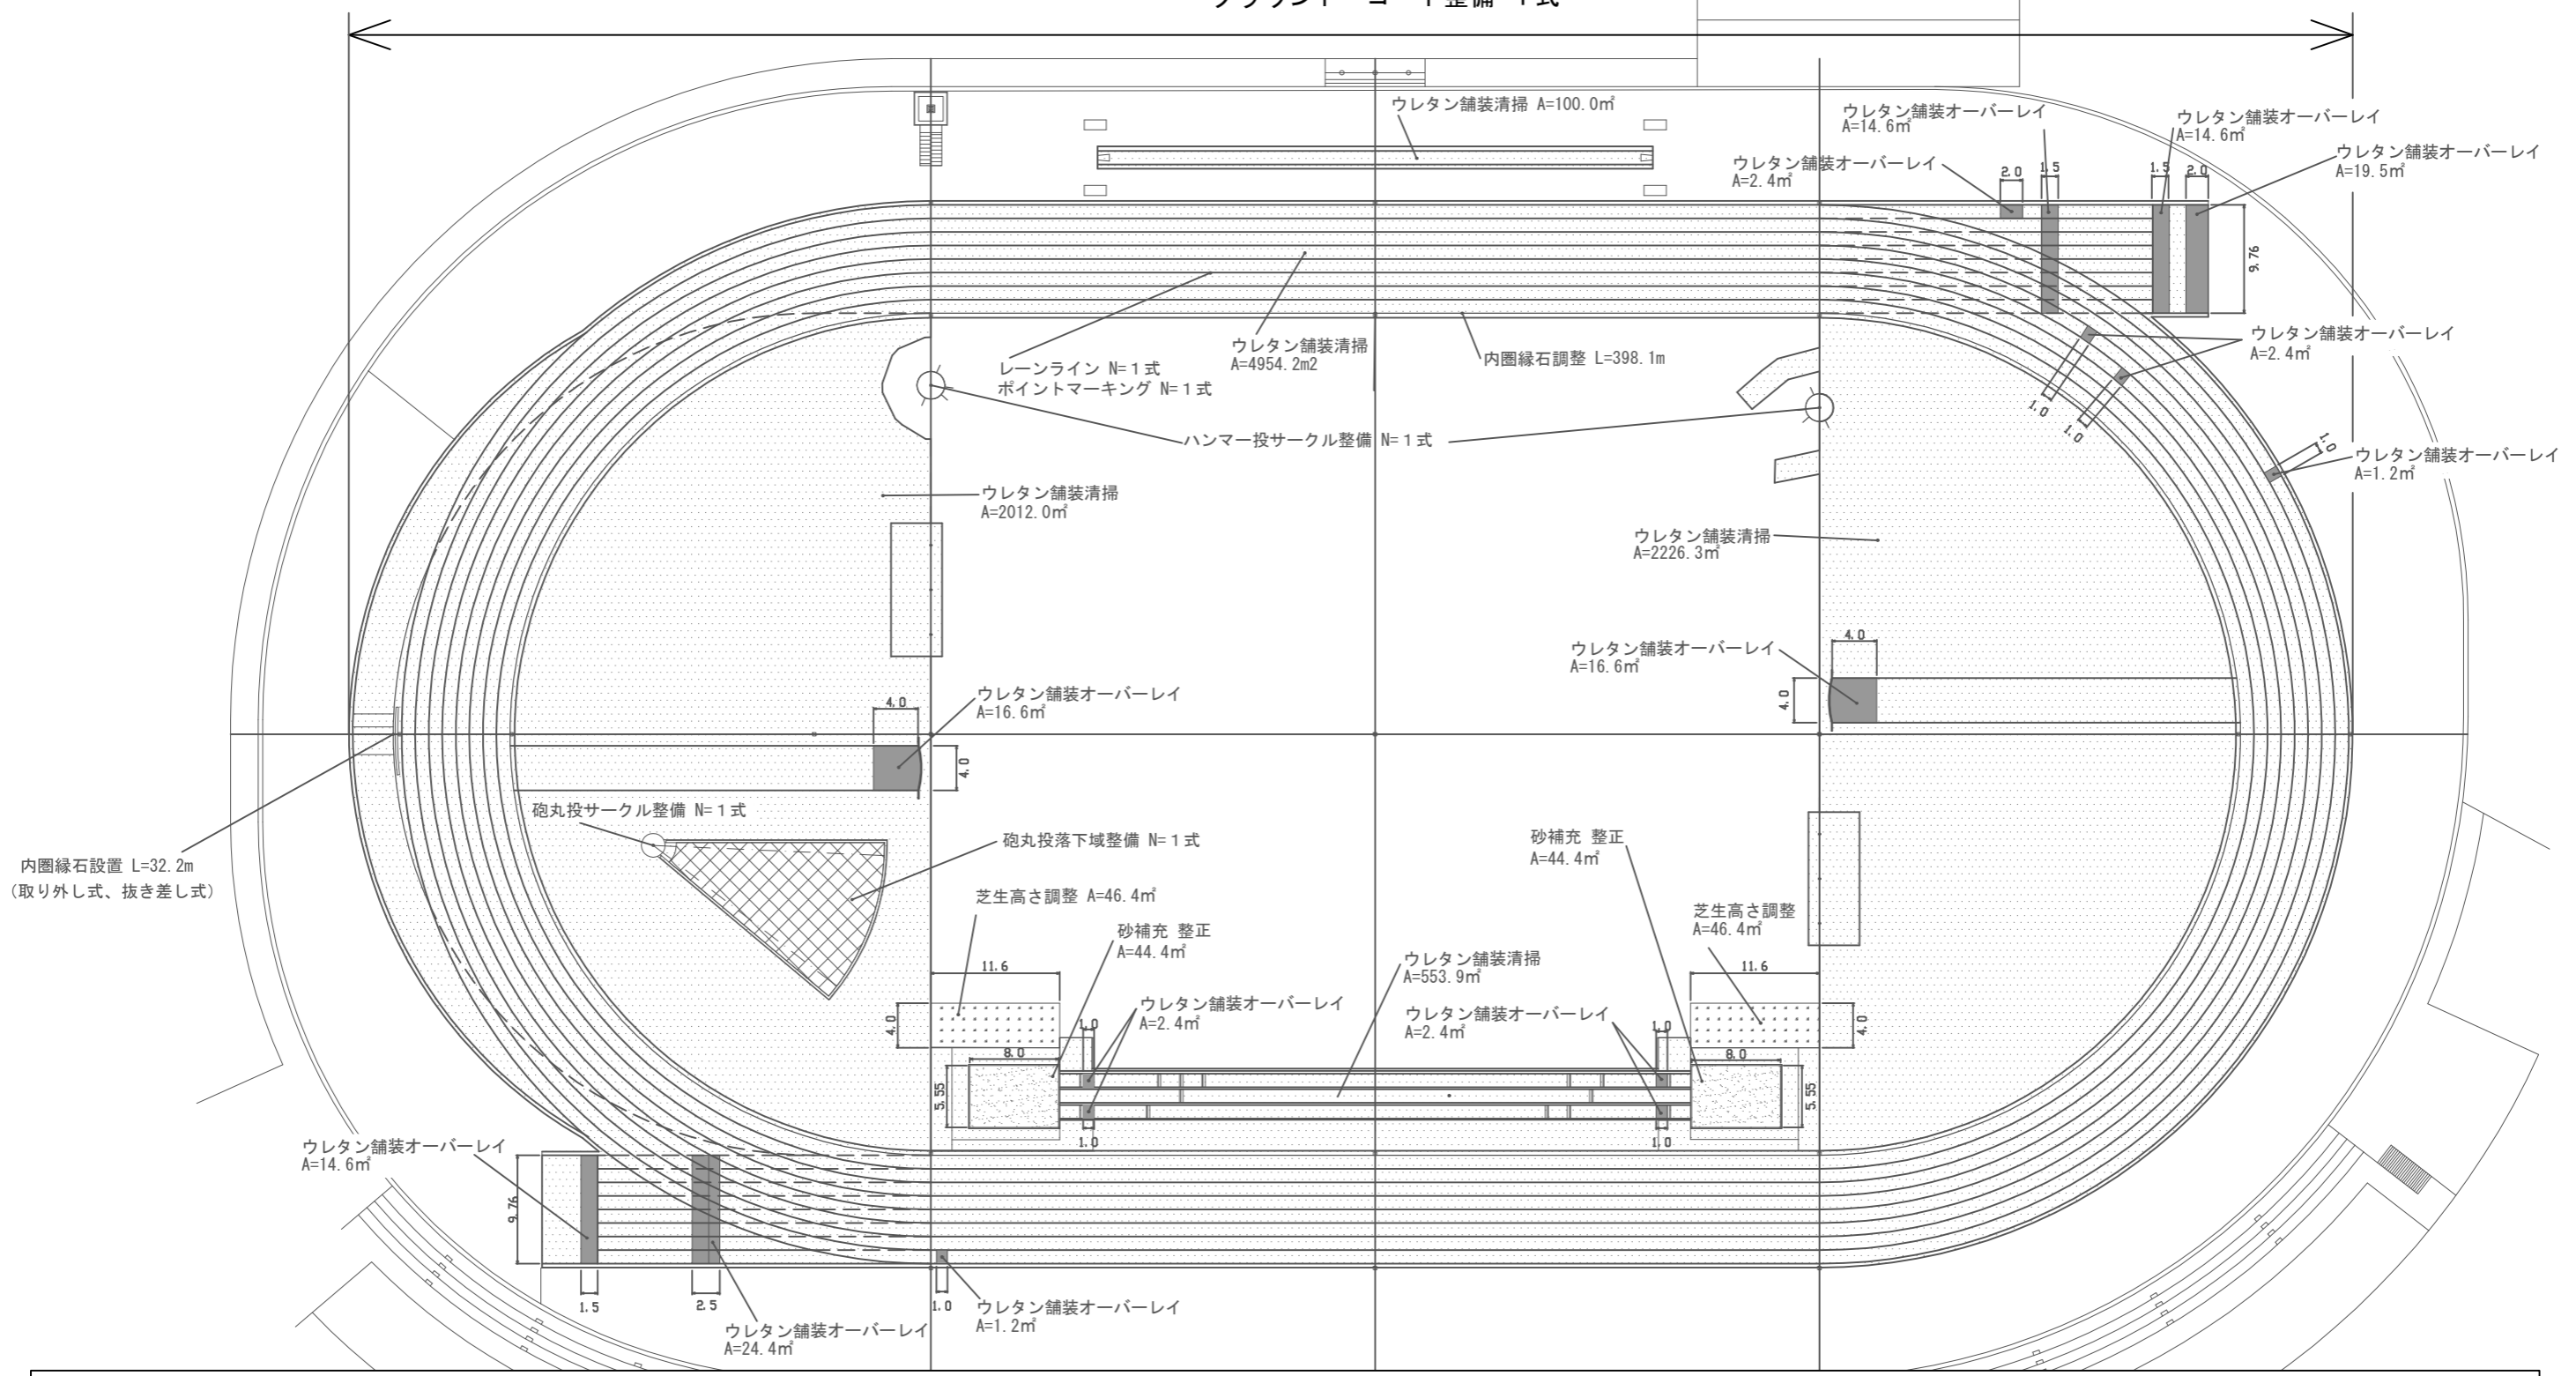 ウレタン舗装清掃 A=100.0㎡
ウレタン舗装オーバーレイ
A=14.6㎡
ウレタン舗装オーバーレイ
A=14.6㎡
ウレタン舗装オーバーレイ
A=19.5㎡
ウレタン舗装オーバーレイ
A=2.4㎡
2.0
1.5
1.5
2.0
9.76
ウレタン舗装清掃
A=4954.2m2
内圏縁石調整 L=398.1m
レーンライン N=１式
ポイントマーキング N=１式
ウレタン舗装オーバーレイ
A=2.4㎡
1.0
1.0
ハンマー投サークル整備 N=１式
1.0
ウレタン舗装オーバーレイ
A=1.2㎡
ウレタン舗装清掃
A=2012.0㎡
ウレタン舗装清掃
A=2226.3㎡
ウレタン舗装オーバーレイ
A=16.6㎡
4.0
4.0
ウレタン舗装オーバーレイ
A=16.6㎡
4.0
4.0
砲丸投サークル整備 N=１式
砲丸投落下域整備 N=１式
砂補充 整正
A=44.4㎡
内圏縁石設置 L=32.2m
（取り外し式、抜き差し式）
芝生高さ調整 A=46.4㎡
砂補充 整正
A=44.4㎡
芝生高さ調整
A=46.4㎡
ウレタン舗装清掃
A=553.9㎡
11.6
11.6
ウレタン舗装オーバーレイ
A=2.4㎡
ウレタン舗装オーバーレイ
A=2.4㎡
4.0
1.0
1.0
4.0
8.0
8.0
5.55
5.55
1.0
1.0
ウレタン舗装オーバーレイ
A=14.6㎡
9.76
1.5
2.5
1.0
ウレタン舗装オーバーレイ
A=1.2㎡
ウレタン舗装オーバーレイ
A=24.4㎡